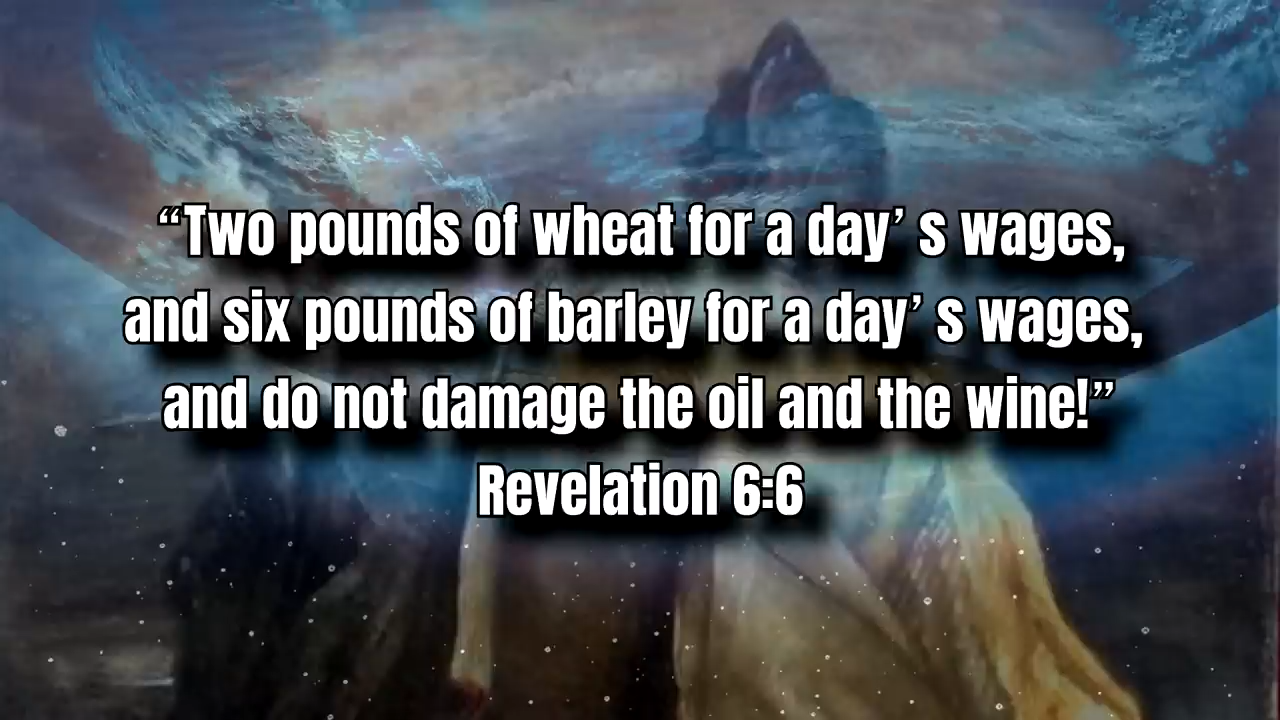 “Two pounds of wheat for a day’ s wages,
and six pounds of barley for a day’ s wages,
and do not damage the oil and the wine!”
Revelation 6:6